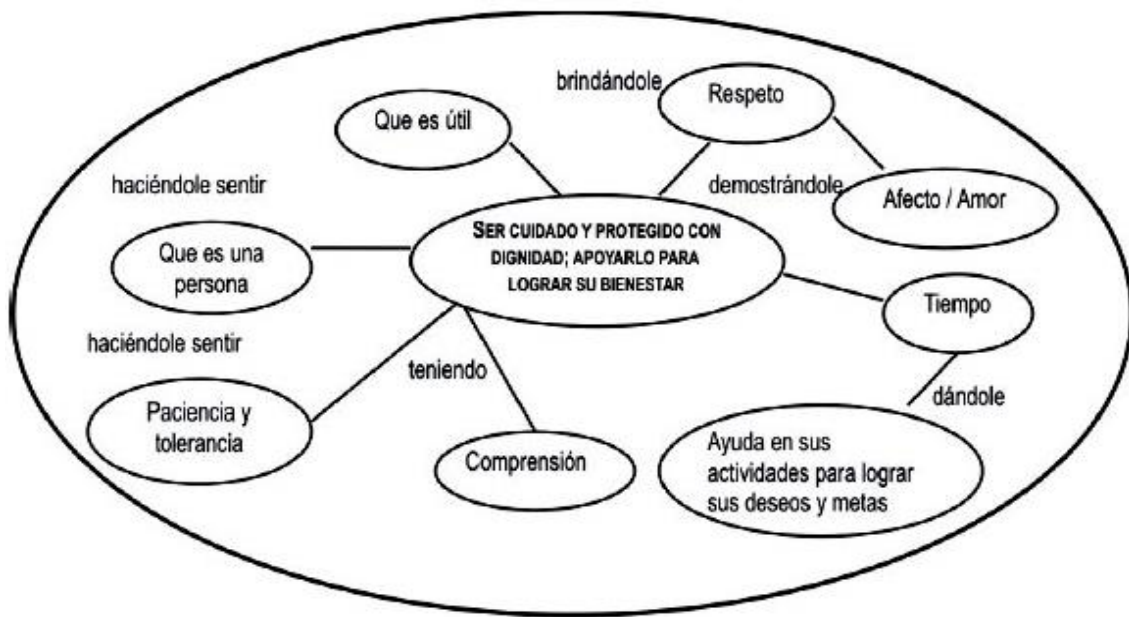 brindándole
Respeto
Que es útil
haciéndole sentir
demostrándole
Afecto / Amor
Que es una
persona
SER CUIDADO Y PROTEGIDO CON
DIGNIDAD; APOYARLO PARA
LOGRAR SU BIENESTAR
Tiempo
haciéndole sentir
teniendo
dándole
Paciencia y
tolerancia
Comprensión
Ayuda en sus
actividades para lograr
sus deseos y metas